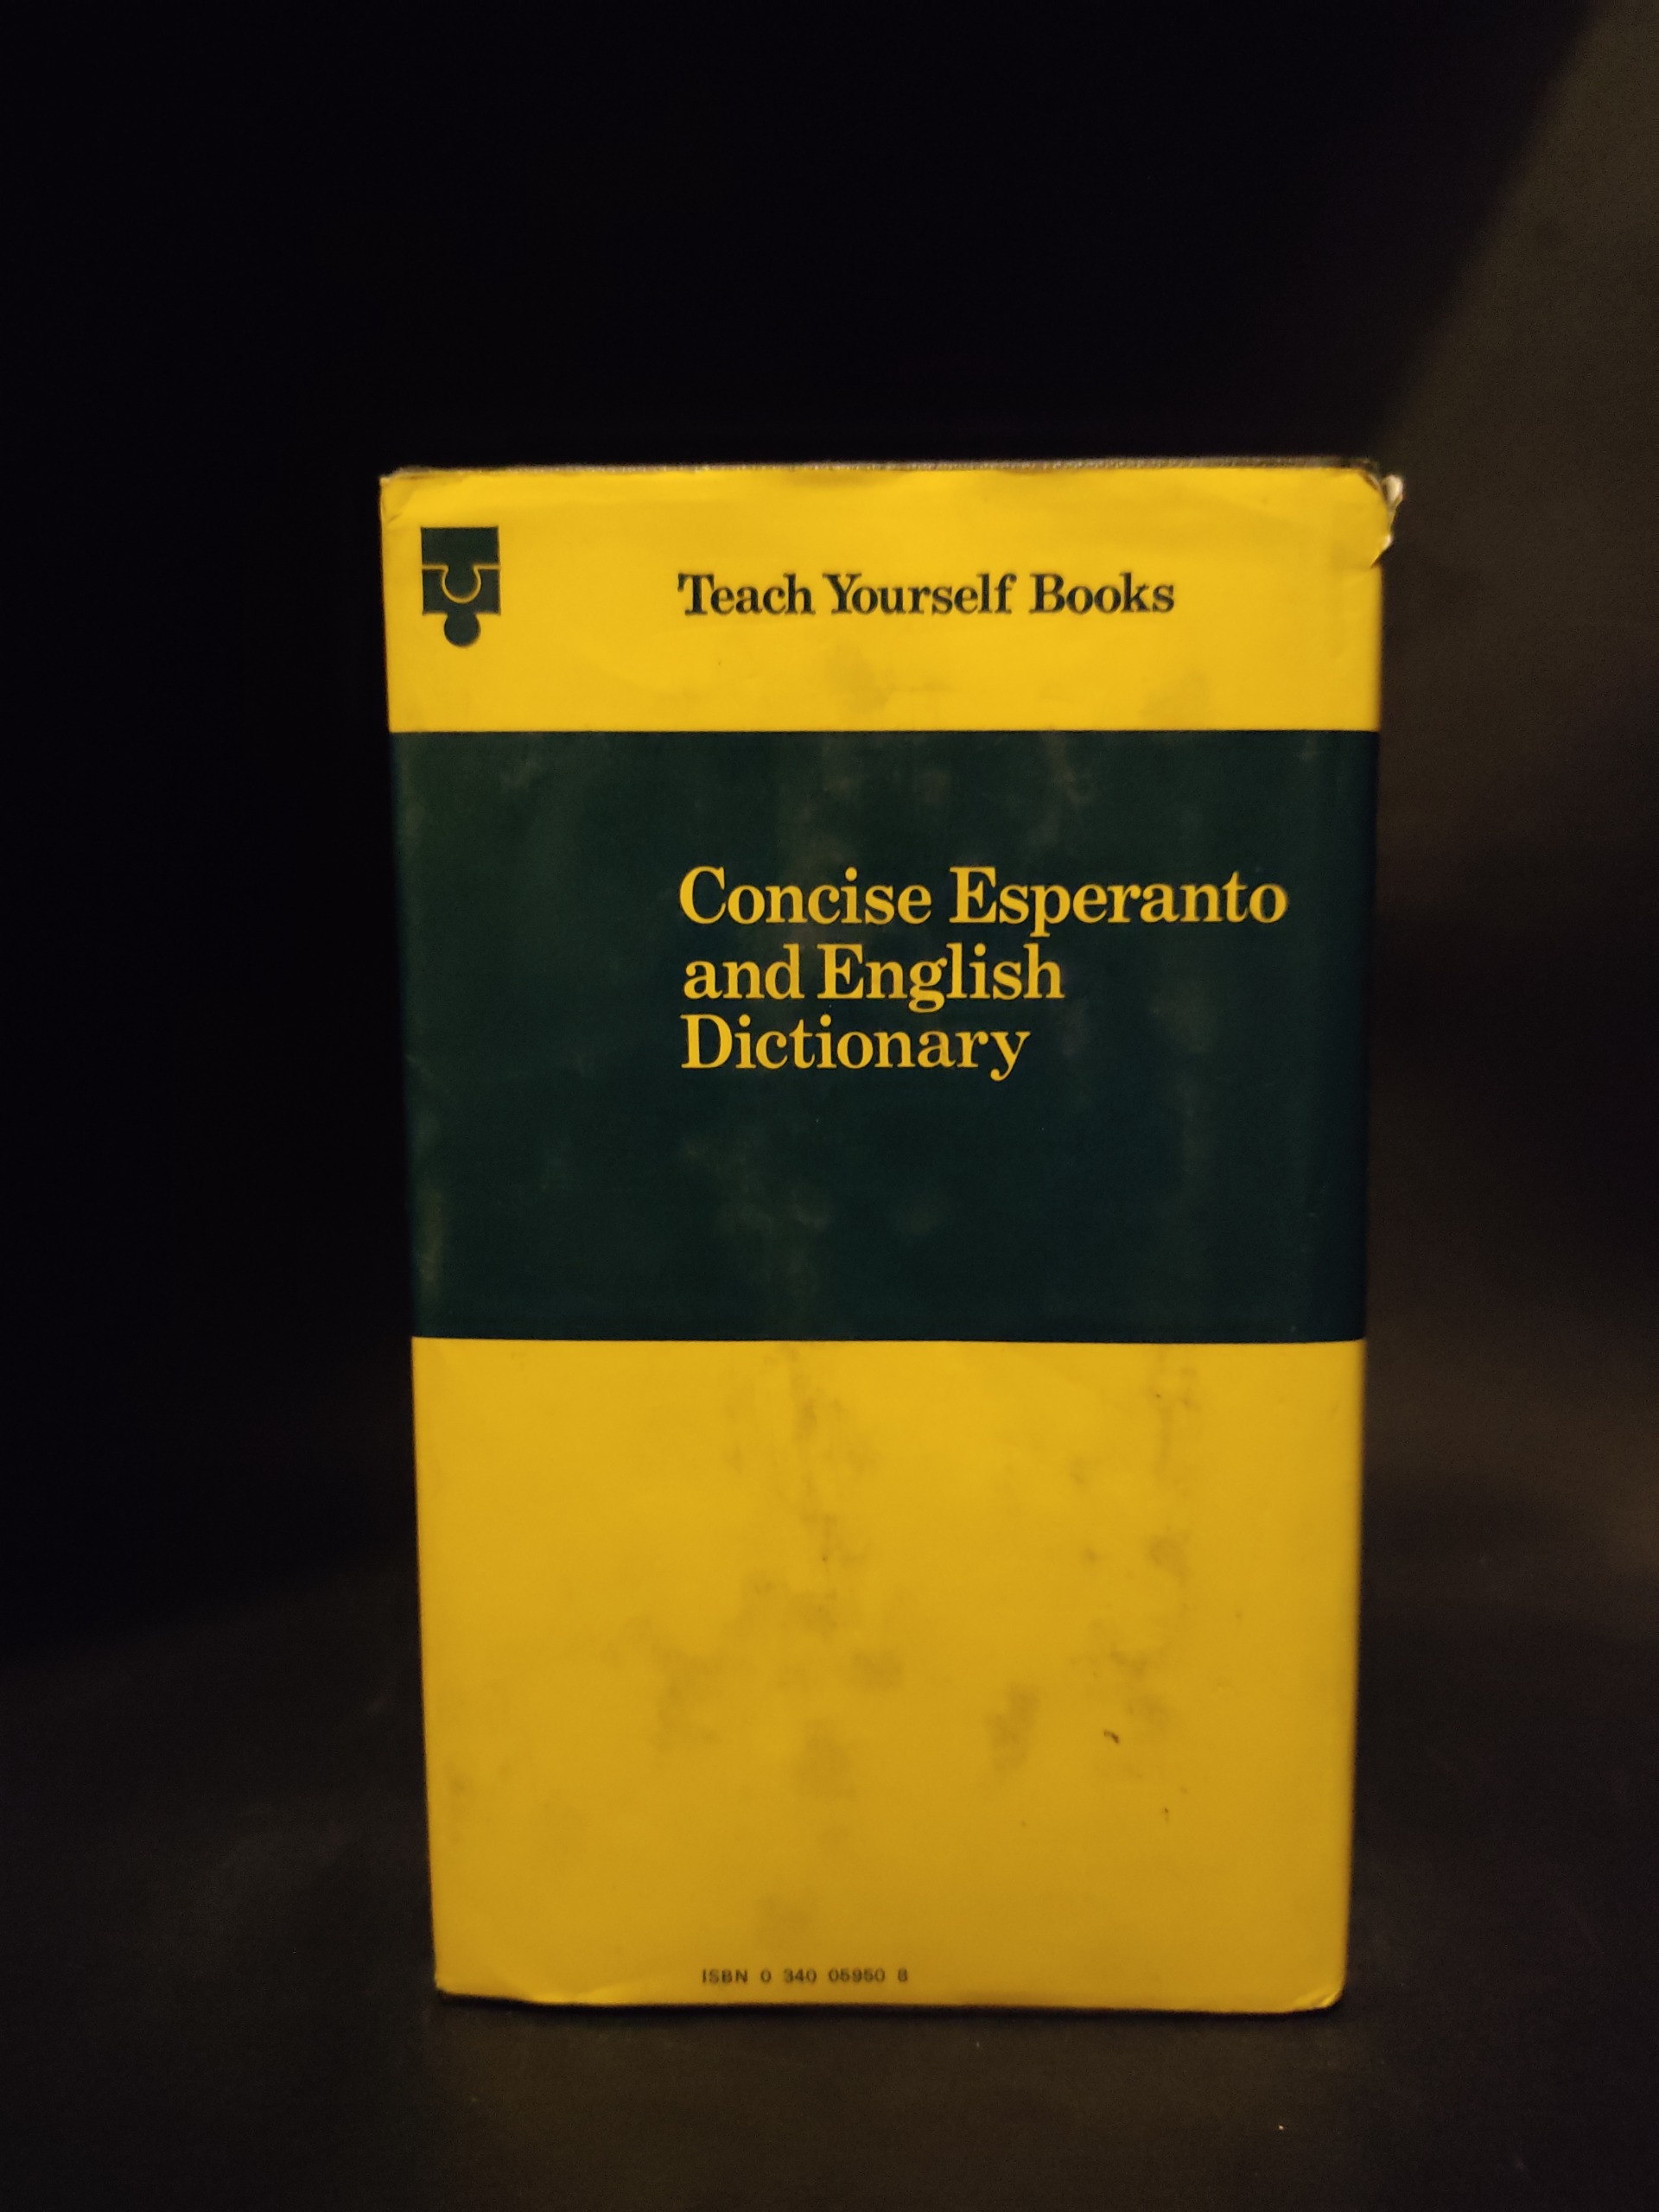 Teach Yourself Books
Concise Esperanto
and English
Dictionary
ISBN 0 340 05950 8